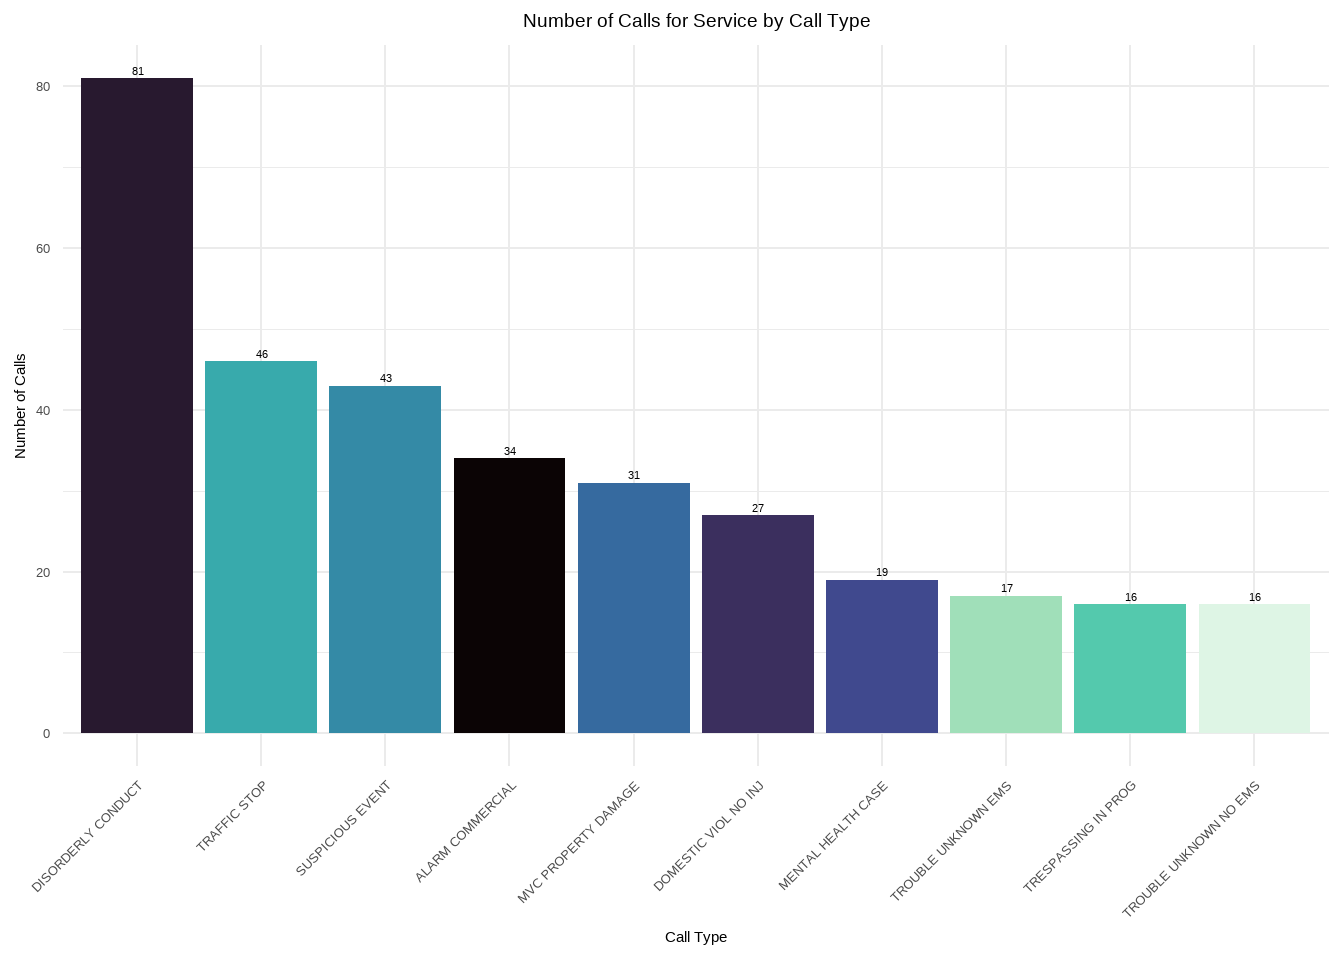 Number of Calls for Service by Call Type
Number of Calls
80
60
40
20
0
81
46
43
34
31
27
19
17
16
16
DISORDERLY CONDUCT
TRAFFIC STOP
SUSPICIOUS EVENT
ALARM COMMERCIAL
MVC PROPERTY DAMAGE
DOMESTIC VIOL NO INJ
MENTAL HEALTH CASE
TROUBLE UNKNOWN EMS
TRESPASSING IN PROG
TROUBLE UNKNOWN NO EMS
Call Type